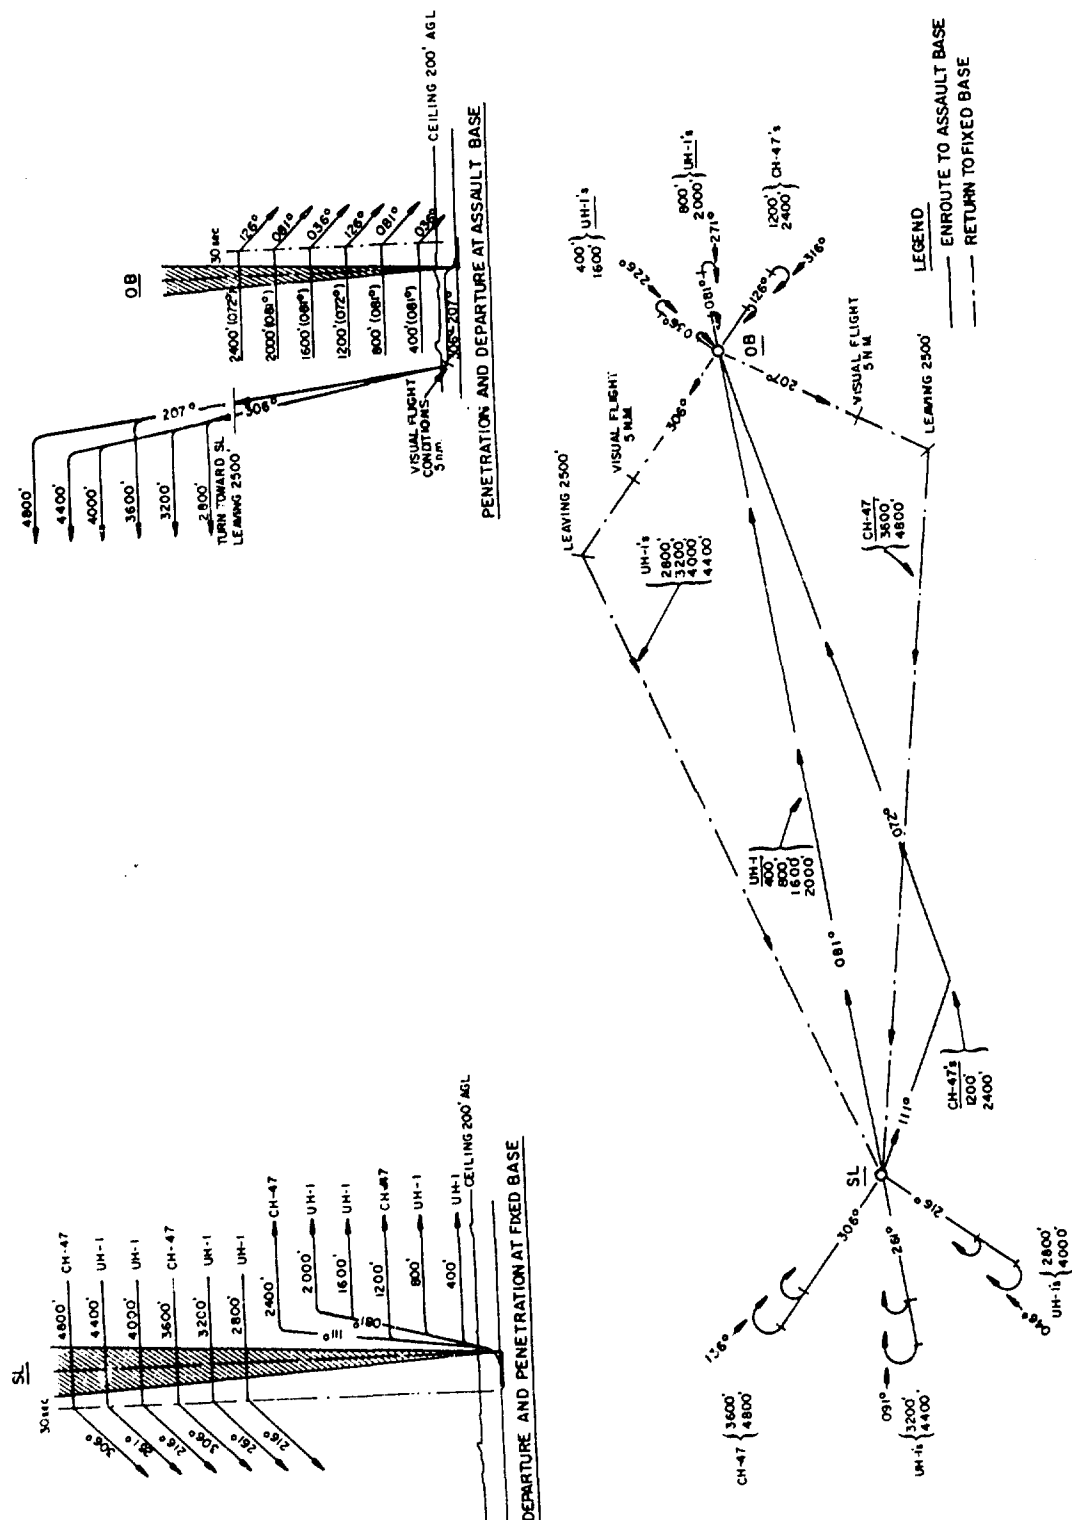 SL
30 sec
4800' CH-47
4400' UH-1
4000' UH-1
3600' CH-47
3200' UH-1
2800' UH-1
306°
261°
216°
306°
261°
216°
2400' CH-47
2000' UH-1
1600' UH-1
1200' CH-47
800' UH-1
400' UH-1
111°
081°
CEILING 200' AGL
DEPARTURE AND PENETRATION AT FIXED BASE
4800'
4400'
4000'
3600'
3200'
2800'
TURN TOWARD SL
LEAVING 2500'
207°
306°
OB
30 sec
2400' (072°)
2000' (081°)
1600' (081°)
1200' (072°)
800' (081°)
400' (081°)
126°
081°
036°
126°
081°
036°
CEILING 200' AGL
VISUAL FLIGHT
CONDITIONS
5 n.m.
306°-207°
PENETRATION AND DEPARTURE AT ASSAULT BASE
136°
CH-47 { 3600'
4800'
306°
SL
091°
261°
UH-1s { 3200'
4400'
216°
046°
UH-1s { 2800'
4000'
111°
CH-47's
1200'
2400'
081°
UH-1
400'
800'
1600'
2000'
072°
UH-1's
2800'
3200'
4000'
4400'
CH-47
3600'
4800'
LEAVING 2500'
VISUAL FLIGHT
5 N.M.
306°
OB
207°
VISUAL FLIGHT
5 N.M.
LEAVING 2500'
400'
1600' } UH-1's
226°
036°
800'
2000' } UH-1's
271°
081°
1200'
2400' } CH-47's
126°
316°
LEGEND
ENROUTE TO ASSAULT BASE
RETURN TO FIXED BASE